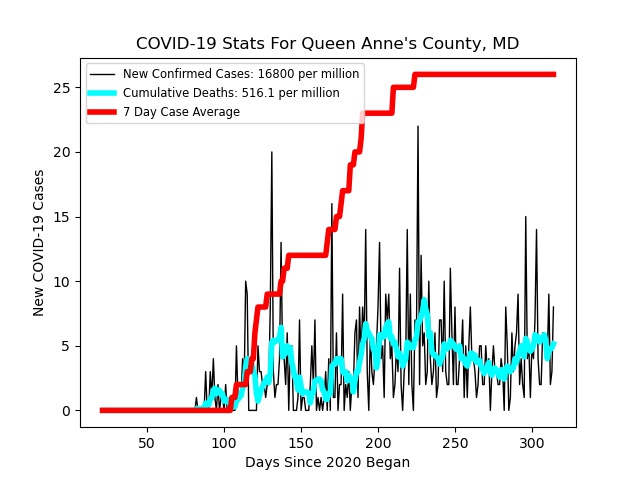 COVID-19 Stats For Queen Anne's County, MD
New Confirmed Cases: 16800 per million
Cumulative Deaths: 516.1 per million
7 Day Case Average
25
20
15
10
5
0
New COVID-19 Cases
50 100 150 200 250 300
Days Since 2020 Began